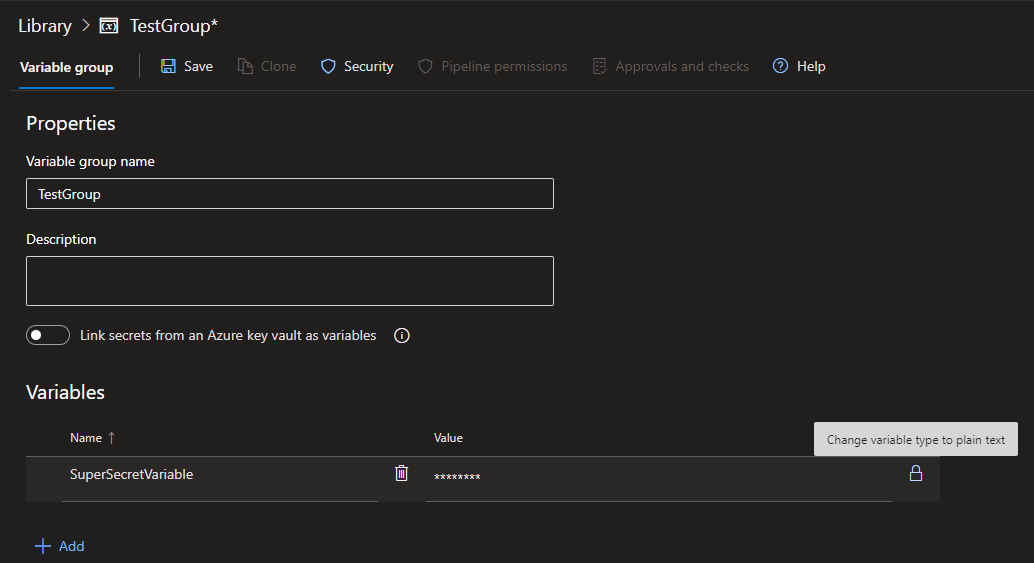 Library > (x) TestGroup*
Variable group Save Clone Security Pipeline permissions Approvals and checks ? Help
Properties
Variable group name
TestGroup
Description
Link secrets from an Azure key vault as variables i
Variables
Name ↑ Value
Change variable type to plain text
SuperSecretVariable ********
+ Add